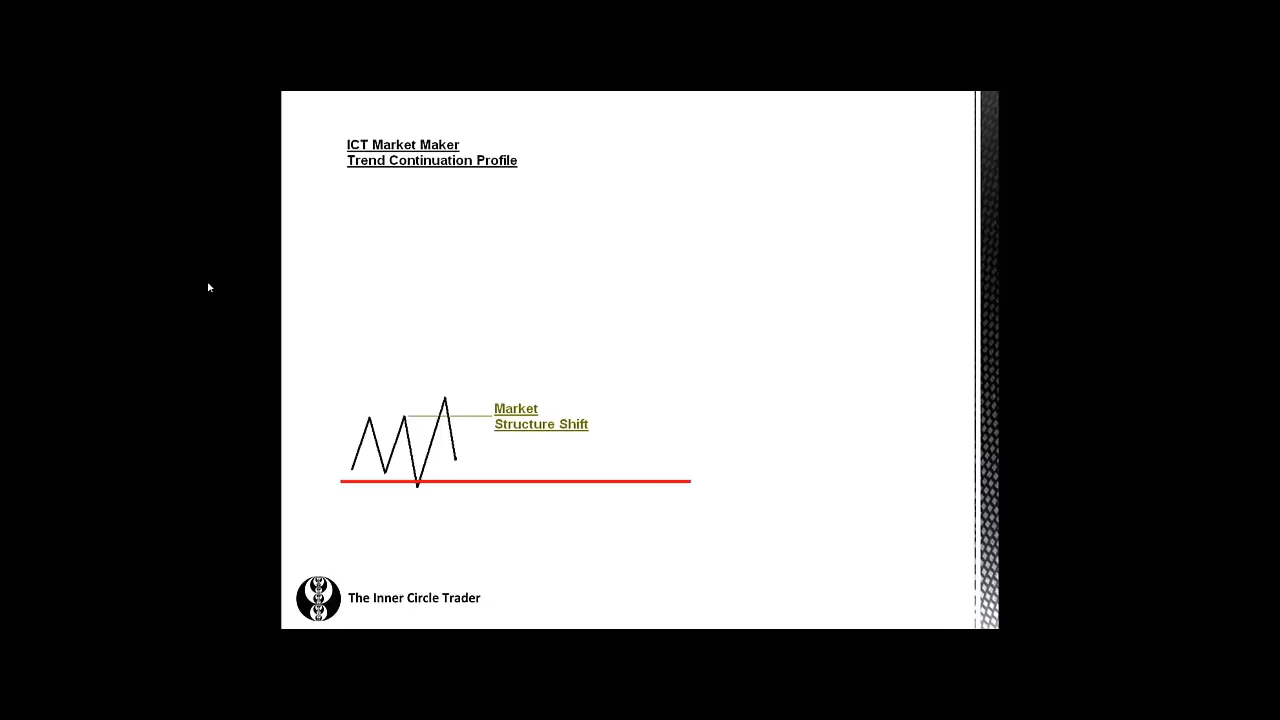 ICT Market Maker
Trend Continuation Profile
Market
Structure Shift
The Inner Circle Trader